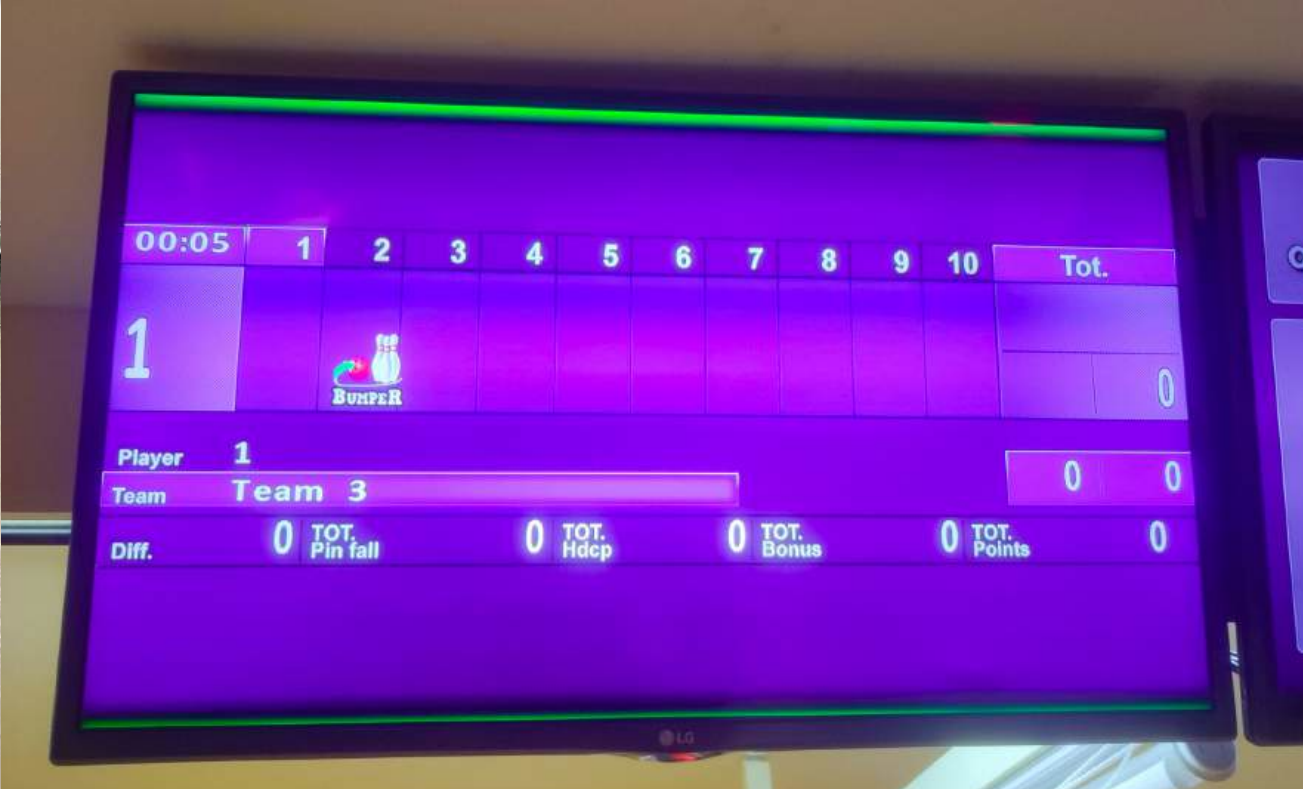 00:05 1 2 3 4 5 6 7 8 9 10 Tot.
1
BUMPER
0
Player 1
0 0
Team Team 3
Diff. 0 TOT. Pin fall 0 TOT. Hdcp 0 TOT. Bonus 0 TOT. Points 0
LG